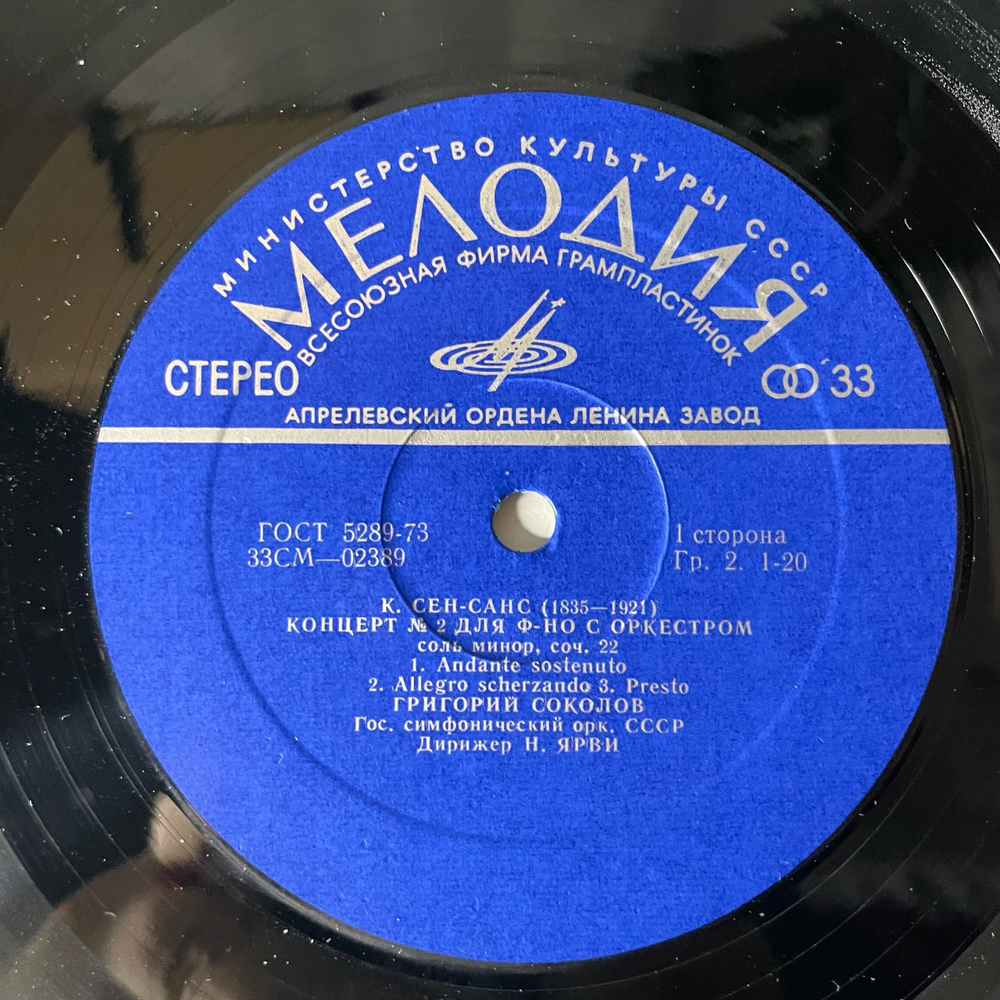 МИНИСТЕРСТВО КУЛЬТУРЫ СССР
МЕЛОДИЯ
ВСЕСОЮЗНАЯ ФИРМА ГРАМПЛАСТИНОК
СТЕРЕО
33
АПРЕЛЕВСКИЙ ОРДЕНА ЛЕНИНА ЗАВОД
ГОСТ 5289-73
33СМ—02389
1 сторона
Гр. 2. 1-20
К. СЕН-САНС (1835—1921)
КОНЦЕРТ № 2 ДЛЯ Ф-НО С ОРКЕСТРОМ
соль минор, соч. 22
1. Andante sostenuto
2. Allegro scherzando 3. Presto
ГРИГОРИЙ СОКОЛОВ
Гос. симфонический орк. СССР
Дирижер Н. ЯРВИ